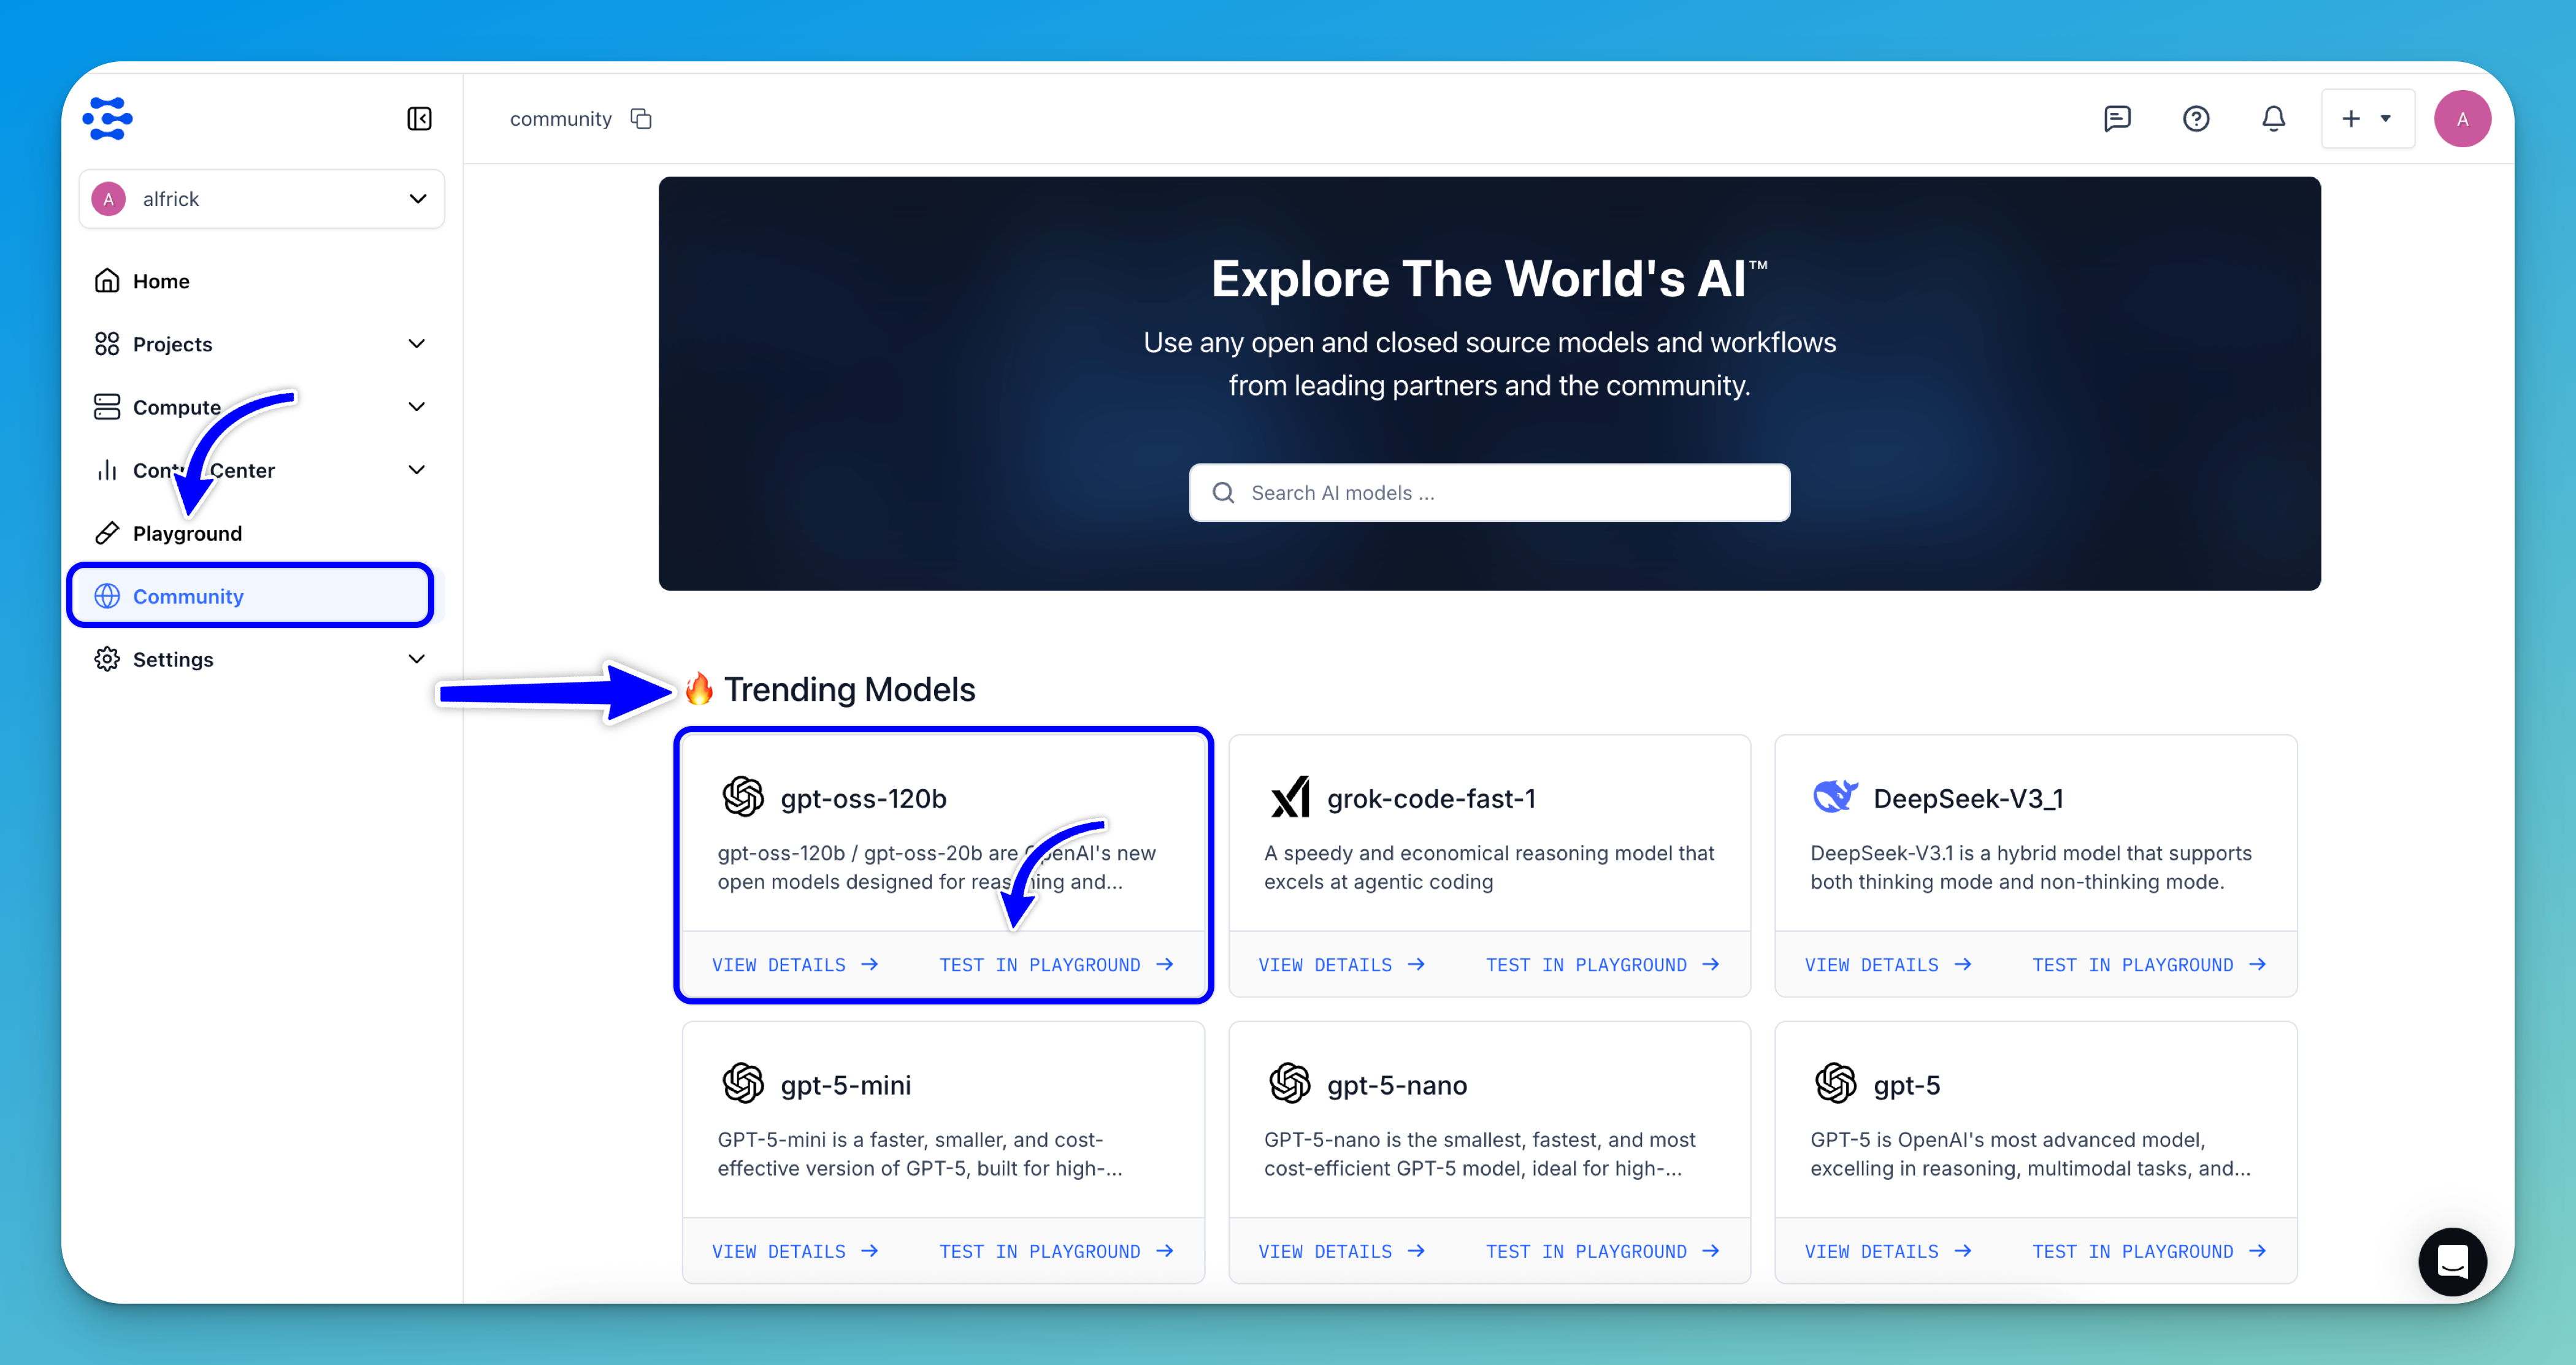 community
A
A
alfrick
Home
Projects
Compute
Center
Playground
Community
Settings
Explore The World's AI™
Use any open and closed source models and workflows
from leading partners and the community.
Search AI models ...
🔥 Trending Models
gpt-oss-120b
gpt-oss-120b / gpt-oss-20b are OpenAI's new
open models designed for reasoning and...
VIEW DETAILS → TEST IN PLAYGROUND →
grok-code-fast-1
A speedy and economical reasoning model that
excels at agentic coding
VIEW DETAILS → TEST IN PLAYGROUND →
DeepSeek-V3_1
DeepSeek-V3.1 is a hybrid model that supports
both thinking mode and non-thinking mode.
VIEW DETAILS → TEST IN PLAYGROUND →
gpt-5-mini
GPT-5-mini is a faster, smaller, and cost-
effective version of GPT-5, built for high-...
VIEW DETAILS → TEST IN PLAYGROUND →
gpt-5-nano
GPT-5-nano is the smallest, fastest, and most
cost-efficient GPT-5 model, ideal for high-...
VIEW DETAILS → TEST IN PLAYGROUND →
gpt-5
GPT-5 is OpenAI's most advanced model,
excelling in reasoning, multimodal tasks, and...
VIEW DETAILS → TEST IN PLAYGROUND →